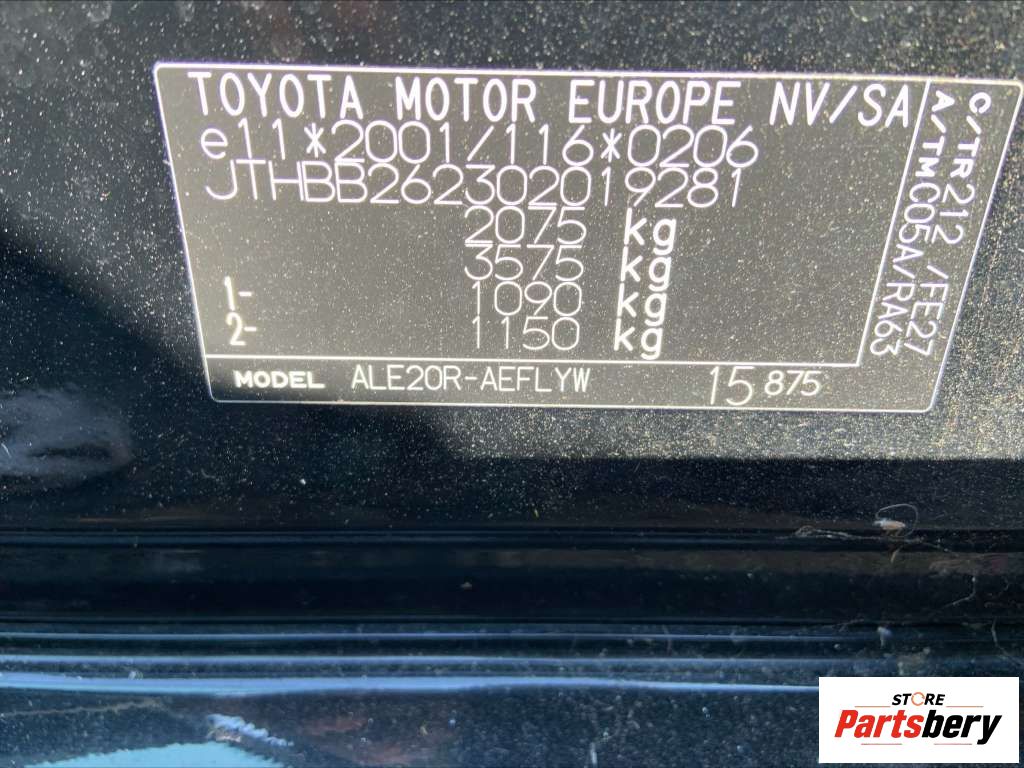 TOYOTA MOTOR EUROPE NV/SA
e11*2001/116*0206
JTHBB262302019281
2075 kg
3575 kg
1- 1090 kg
2- 1150 kg
C/TR212 /FE27
A/TMC05A/RA63
MODEL ALE20R-AEFLYW 15 875
STORE
Partsbery